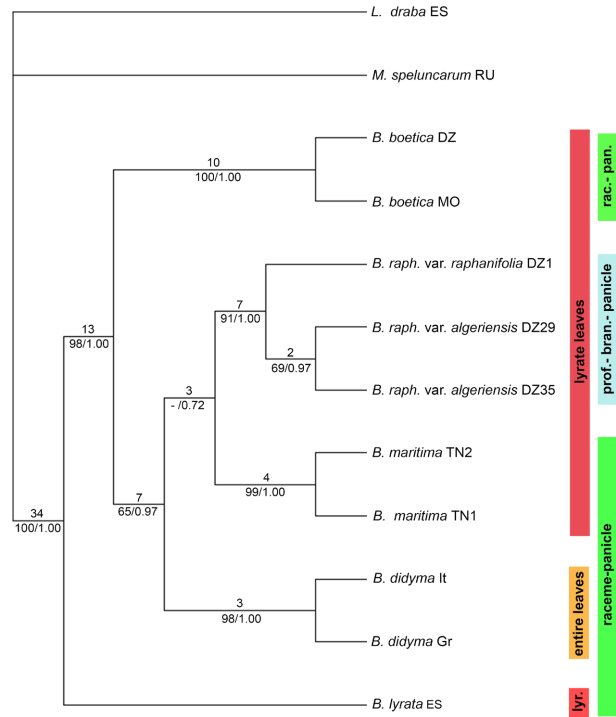 L. draba ES
M. speluncarum RU
B. boetica DZ
10
100/1.00
B. boetica MO
B. raph. var. raphanifolia DZ1
7
91/1.00
B. raph. var. algeriensis DZ29
2
69/0.97
B. raph. var. algeriensis DZ35
13
98/1.00
3
- /0.72
B. maritima TN2
4
99/1.00
B. maritima TN1
7
65/0.97
34
100/1.00
B. didyma It
3
98/1.00
B. didyma Gr
B. lyrata ES
lyrate leaves
entire leaves
lyr.
rac.- pan.
prof.- bran.- panicle
raceme-panicle